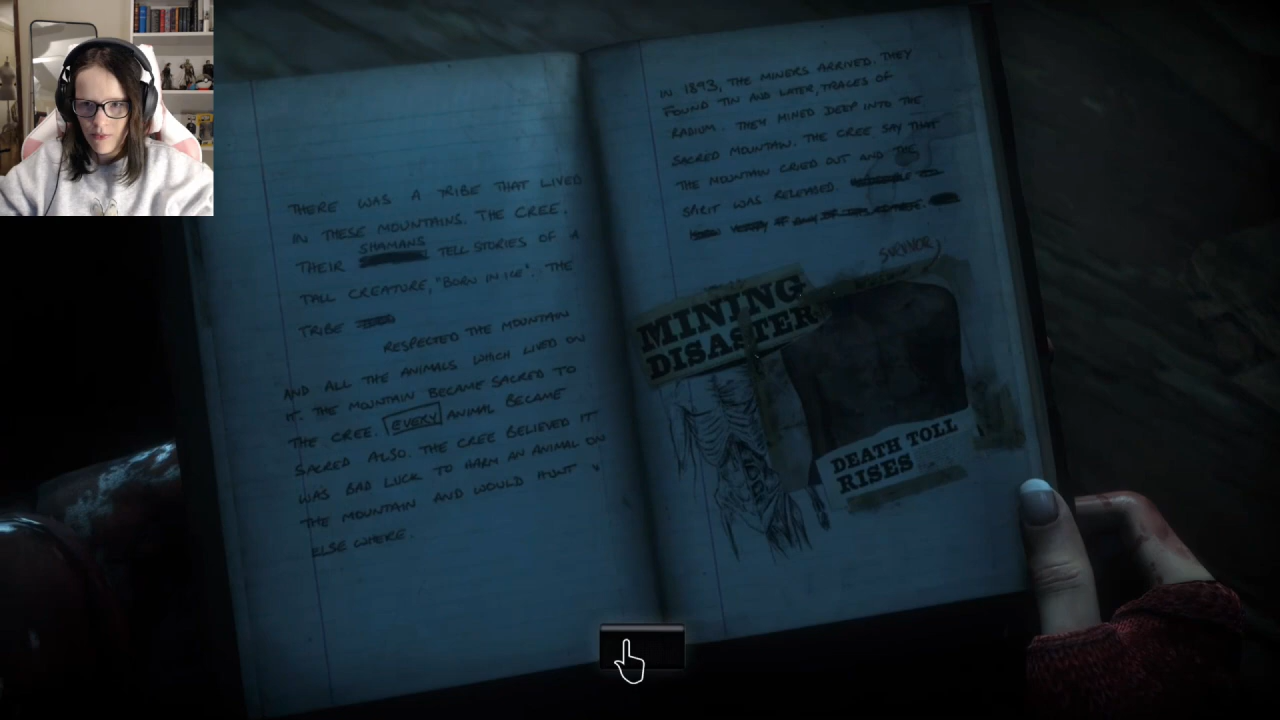 THERE WAS A TRIBE THAT LIVED
IN THESE MOUNTAINS. THE CREE.
SHAMANS
THEIR TELL STORIES OF A
TALL CREATURE, "BORN IN ICE". THE
TRIBE
RESPECTED THE MOUNTAIN
AND ALL THE ANIMALS WHICH LIVED ON
IT. THE MOUNTAIN BECAME SACRED TO
THE CREE. EVERY ANIMAL BECAME
SACRED ALSO. THE CREE BELIEVED IT
WAS BAD LUCK TO HARM AN ANIMAL ON
THE MOUNTAIN AND WOULD HUNT
ELSE WHERE.
IN 1893, THE MINERS ARRIVED. THEY
FOUND TIN AND LATER, TRACES OF
RADIUM. THEY MINED DEEP INTO THE
SACRED MOUNTAIN. THE CREE SAY THAT
THE MOUNTAIN CRIED OUT AND THE
SPIRIT WAS RELEASED.
SURVIVOR
MINING
DISASTER
DEATH TOLL
RISES